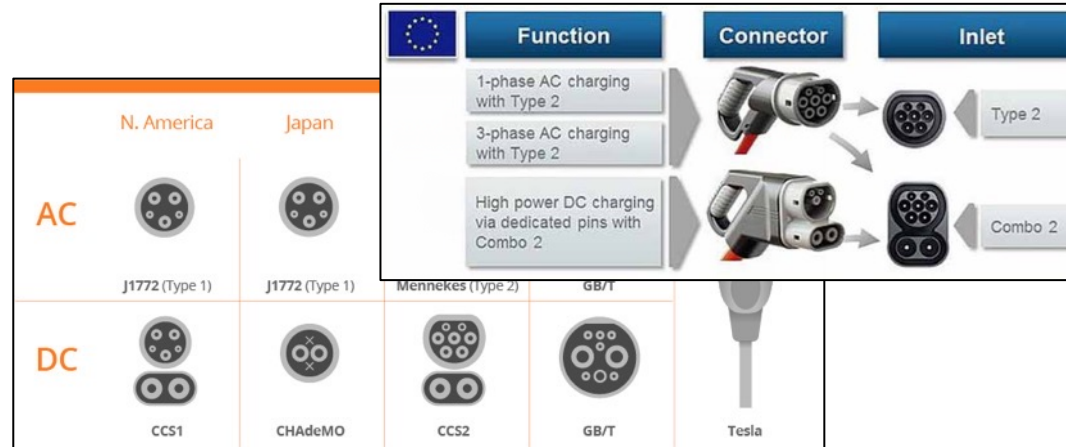 Function
Connector
Inlet
1-phase AC charging
with Type 2
3-phase AC charging
with Type 2
High power DC charging
via dedicated pins with
Combo 2
Type 2
Combo 2
N. America
Japan
AC
J1772 (Type 1)
J1772 (Type 1)
Mennekes (Type 2)
GB/T
DC
CCS1
CHAdeMO
CCS2
GB/T
Tesla